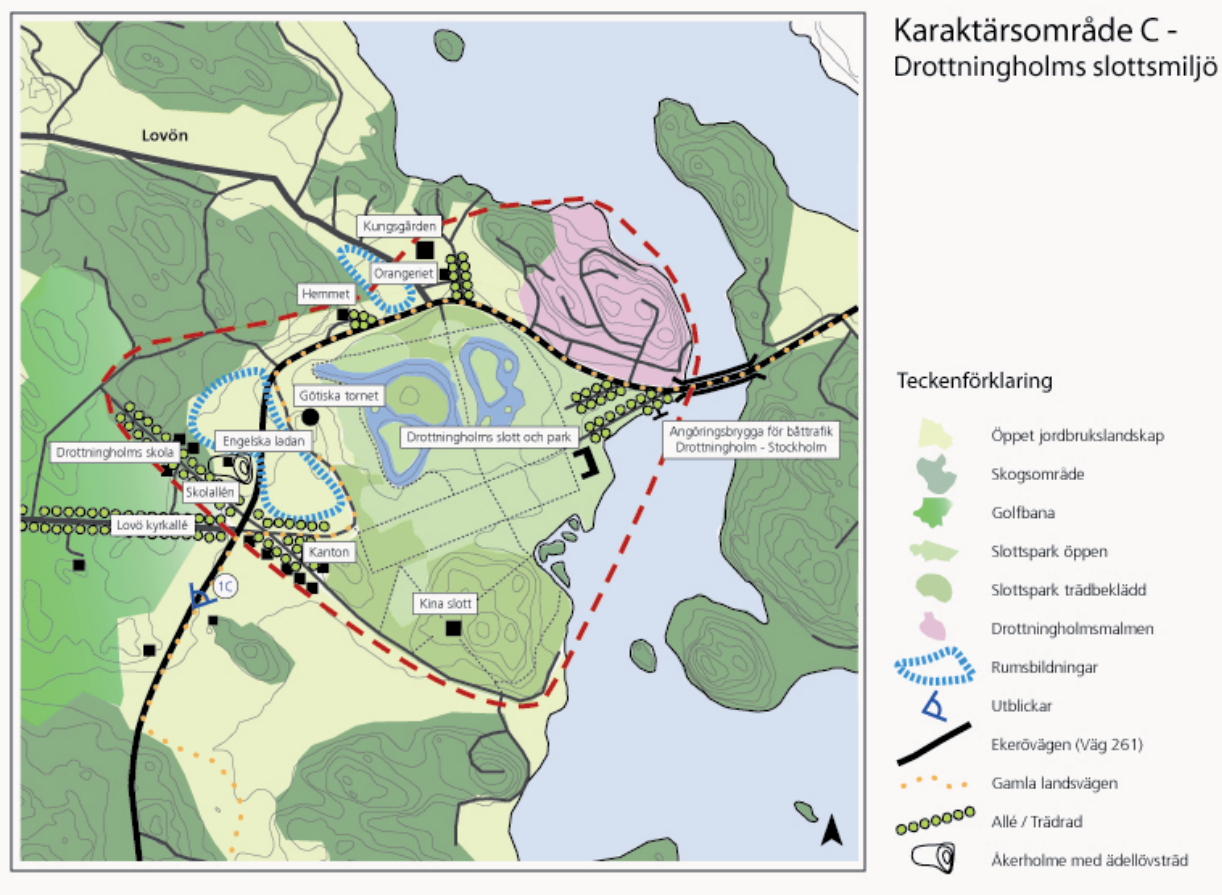 Karaktärsområde C -
Drottningholms slottsmiljö
Lovön
Kungsgården
Orangeriet
Hemmet
Götiska tornet
Drottningholms slott och park
Angöringsbrygga för båttrafik
Drottningholm - Stockholm
Engelska ladan
Drottningholms skola
Skolallén
Lovö kyrkallé
Kanton
1C
Kina slott
Teckenförklaring
Öppet jordbrukslandskap
Skogsområde
Golfbana
Slottspark öppen
Slottspark trädbeklädd
Drottningholmsmalmen
Rumsbildningar
Utblickar
Ekerövägen (Väg 261)
Gamla landsvägen
Allé / Trädrad
Åkerholme med ädellövsträd